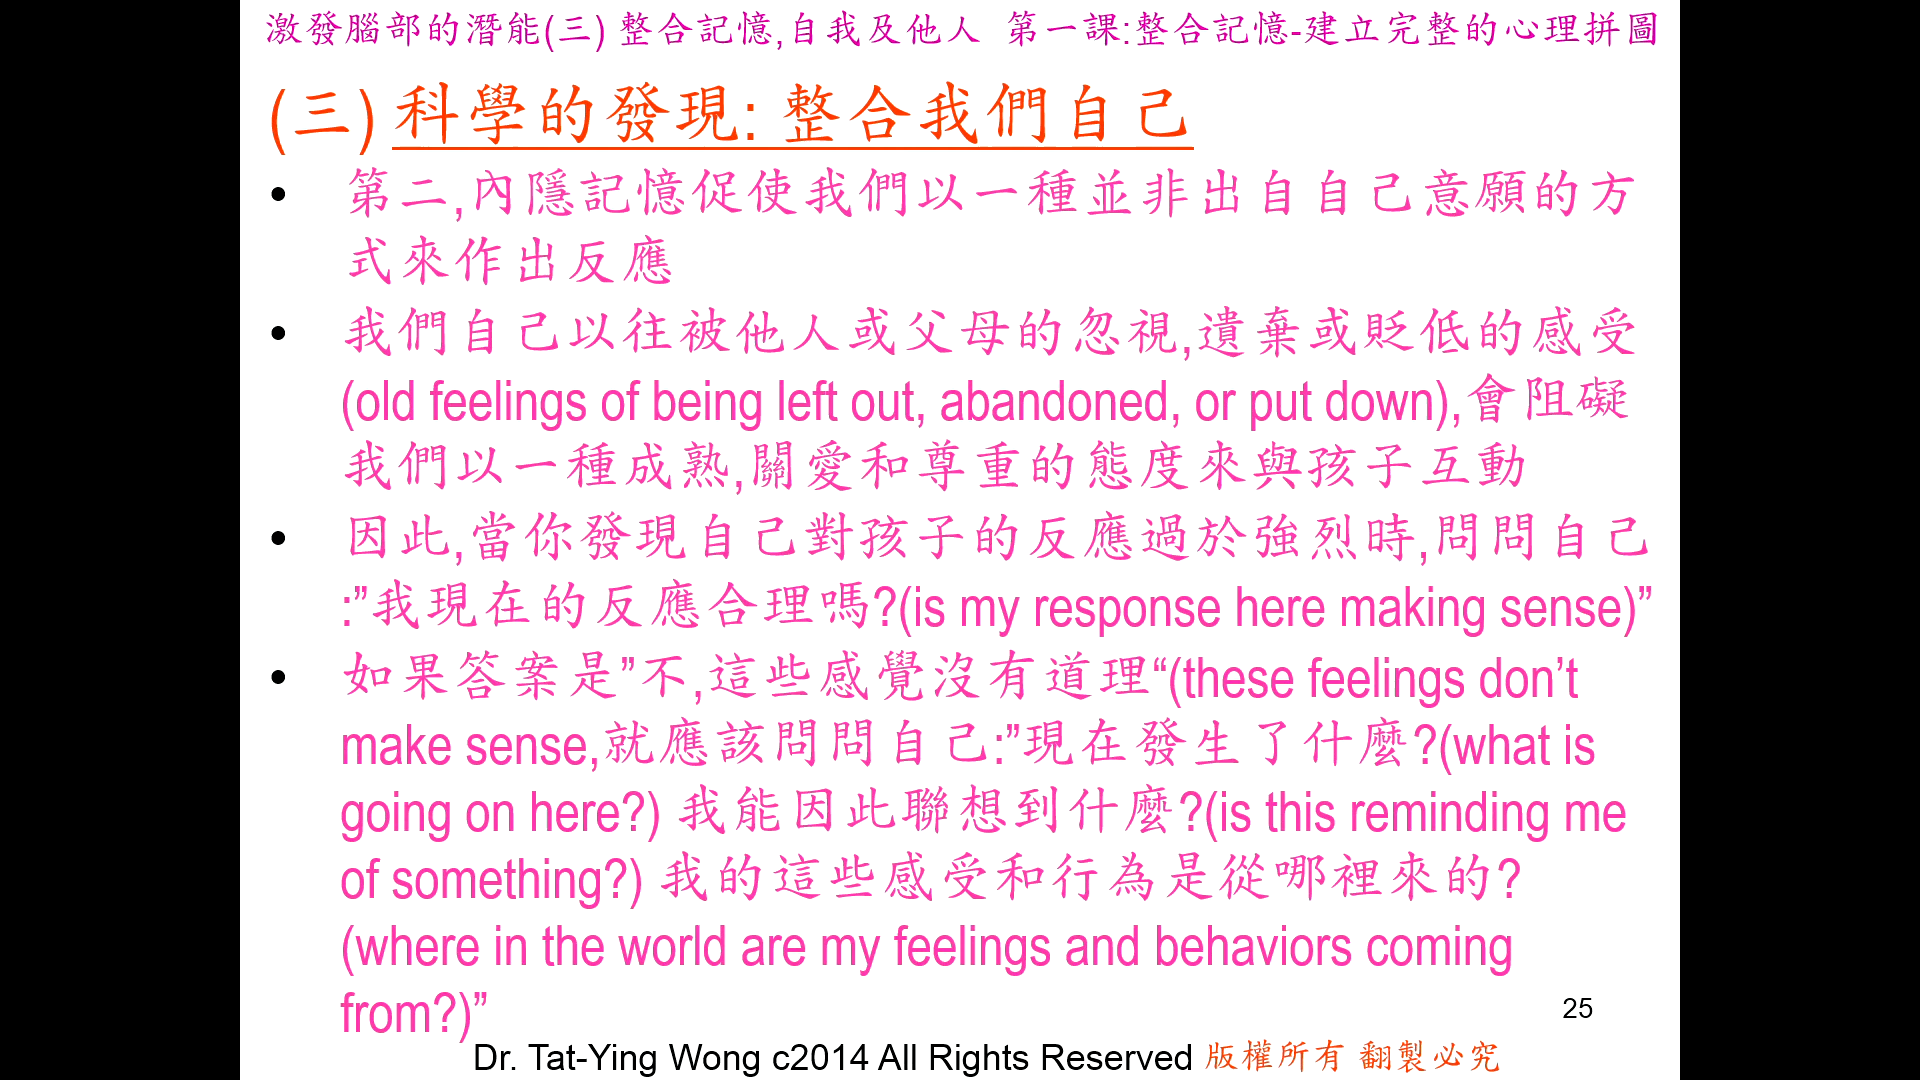 激發腦部的潛能(三) 整合記憶,自我及他人 第一課:整合記憶-建立完整的心理拼圖
(三) 科學的發現: 整合我們自己
• 第二,內隱記憶促使我們以一種並非出自自己意願的方
式來作出反應
• 我們自己以往被他人或父母的忽視,遺棄或貶低的感受
(old feelings of being left out, abandoned, or put down),會阻礙
我們以一種成熟,關愛和尊重的態度來與孩子互動
• 因此,當你發現自己對孩子的反應過於強烈時,問問自己
:”我現在的反應合理嗎?(is my response here making sense)”
• 如果答案是”不,這些感覺沒有道理“(these feelings don’t
make sense,就應該問問自己:”現在發生了什麼?(what is
going on here?) 我能因此聯想到什麼?(is this reminding me
of something?) 我的這些感受和行為是從哪裡來的?
(where in the world are my feelings and behaviors coming
from?)”
25
Dr. Tat-Ying Wong c2014 All Rights Reserved 版權所有 翻製必究